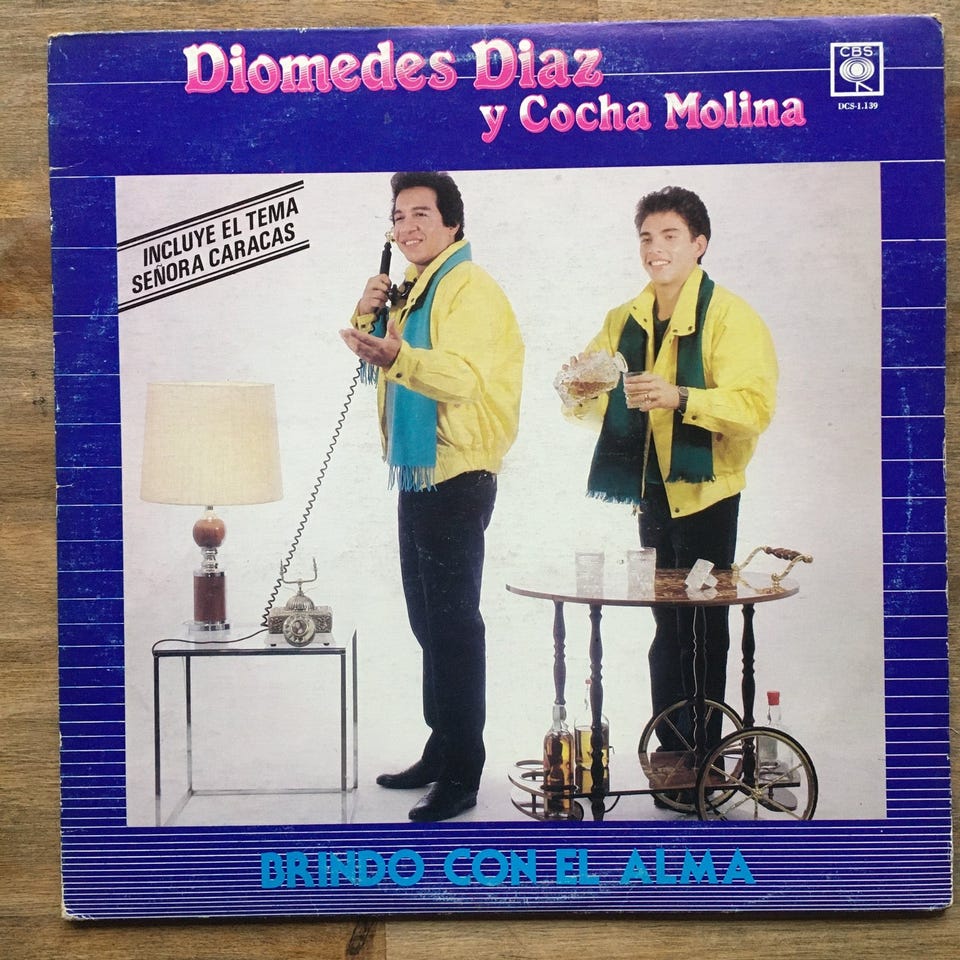 Diomedes Diaz
y Cocha Molina
CBS
DCS-1.139
INCLUYE EL TEMA
SEÑORA CARACAS
BRINDO CON EL ALMA